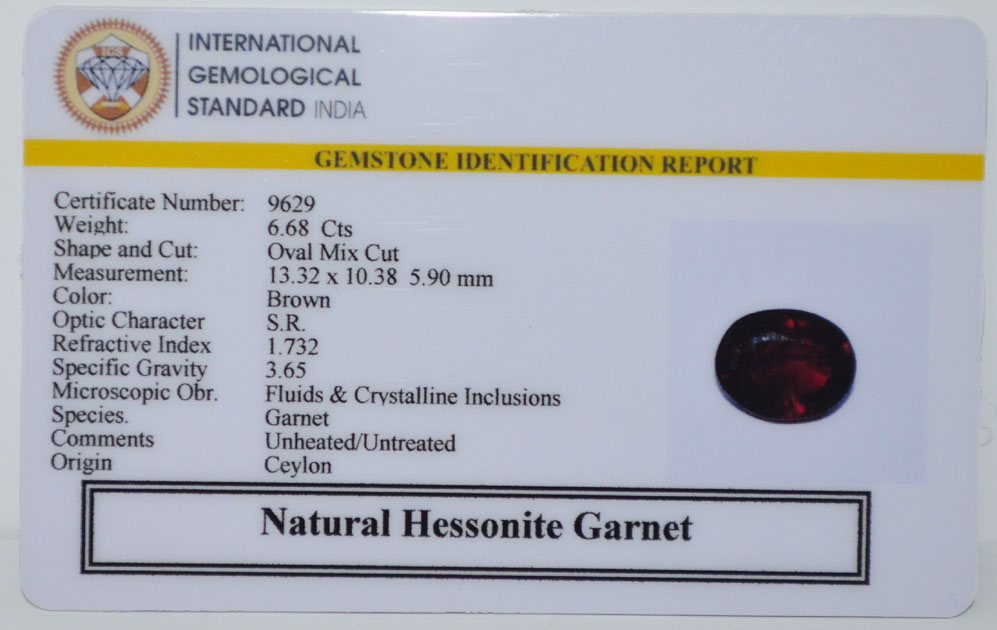 IGS
INTERNATIONAL
GEMOLOGICAL
STANDARD INDIA
GEMSTONE IDENTIFICATION REPORT
Certificate Number: 9629
Weight: 6.68 Cts
Shape and Cut: Oval Mix Cut
Measurement: 13.32 x 10.38 5.90 mm
Color: Brown
Optic Character S.R.
Refractive Index 1.732
Specific Gravity 3.65
Microscopic Obr. Fluids & Crystalline Inclusions
Species. Garnet
Comments Unheated/Untreated
Origin Ceylon
Natural Hessonite Garnet